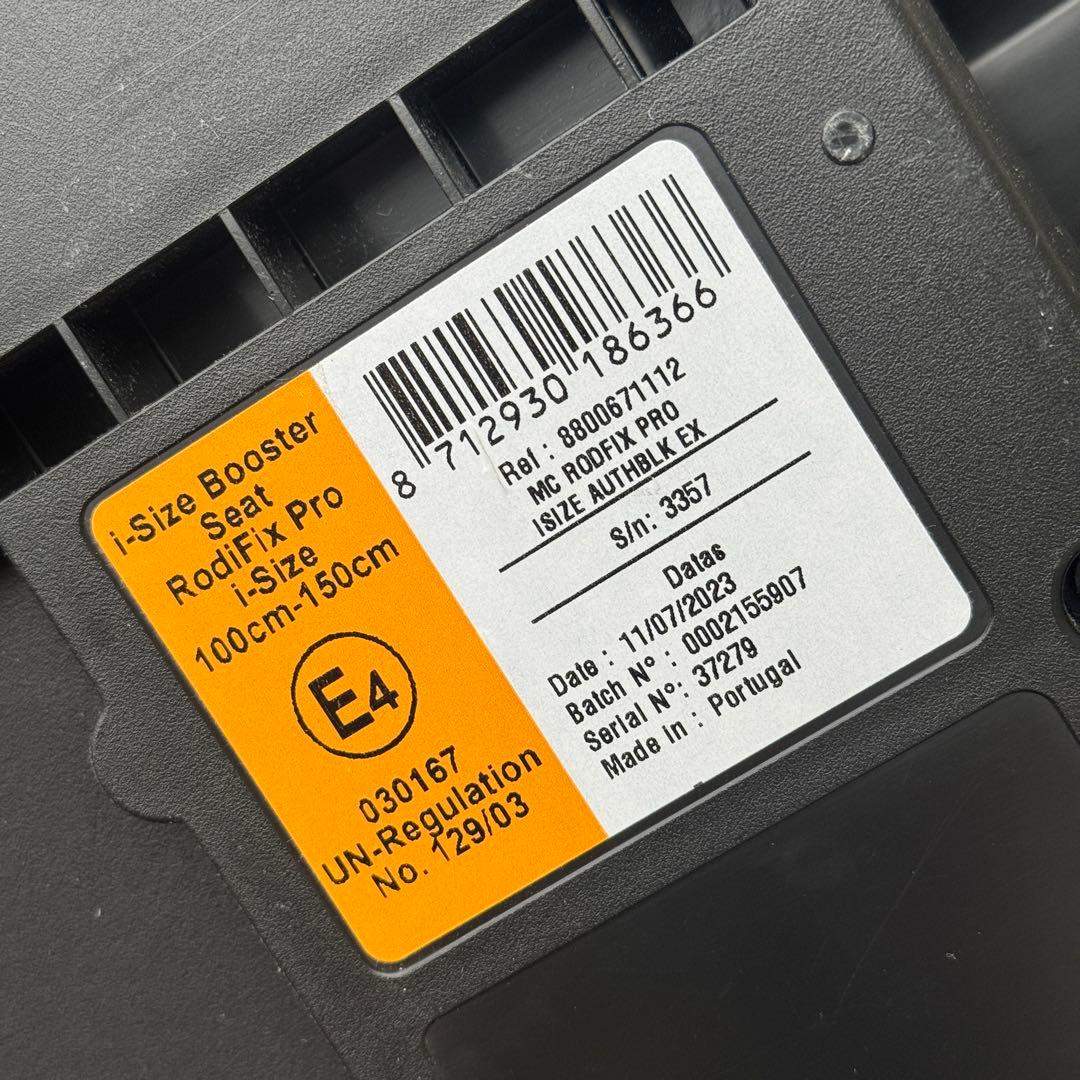 i-Size Booster
Seat
RodiFix Pro
i-Size
100cm-150cm
E4
030167
UN-Regulation
No. 129/03
8 712930 186366
Ref : 8800671112
MC RODFIX PRO
ISIZE AUTHBLK EX
S/n: 3357
Datas
Date : 11/07/2023
Batch N° : 0002155907
Serial N°: 37279
Made in : Portugal